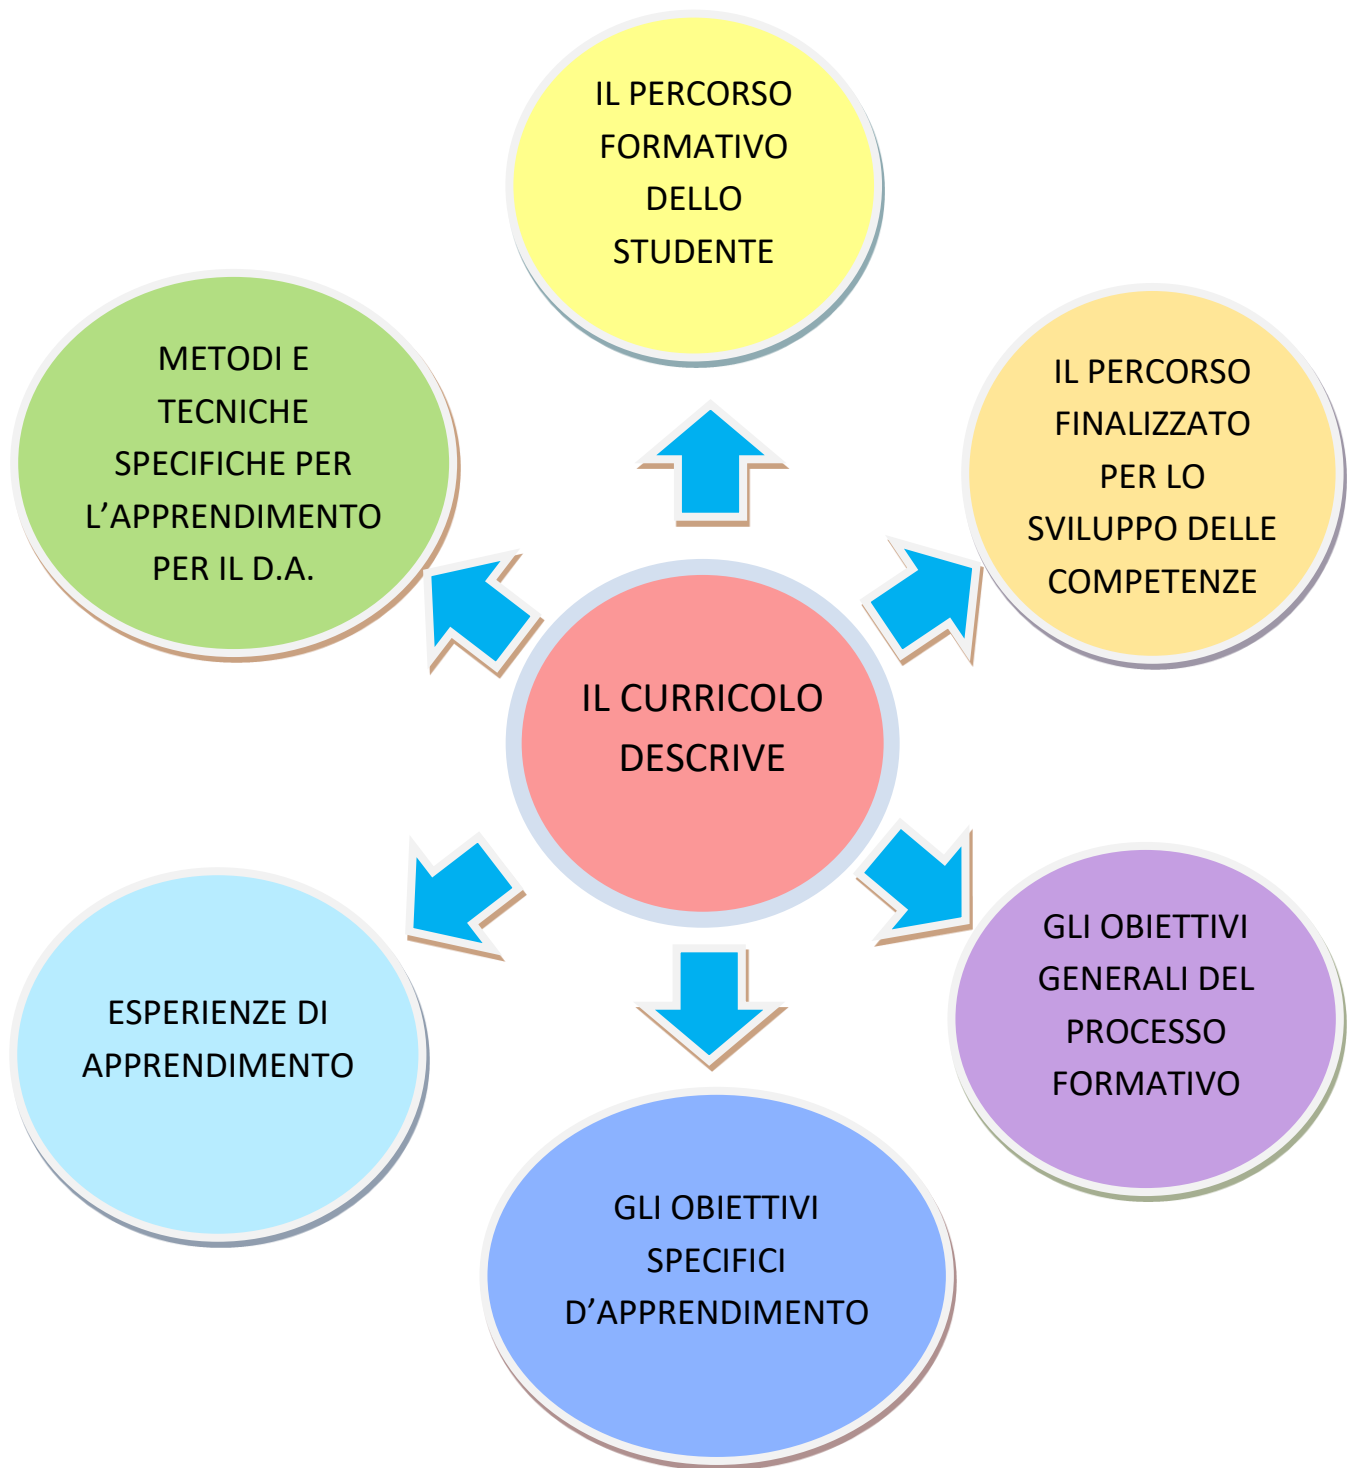 IL PERCORSO
FORMATIVO
DELLO
STUDENTE
METODI E
TECNICHE
SPECIFICHE PER
L’APPRENDIMENTO
PER IL D.A.
IL PERCORSO
FINALIZZATO
PER LO
SVILUPPO DELLE
COMPETENZE
IL CURRICOLO
DESCRIVE
ESPERIENZE DI
APPRENDIMENTO
GLI OBIETTIVI
GENERALI DEL
PROCESSO
FORMATIVO
GLI OBIETTIVI
SPECIFICI
D’APPRENDIMENTO